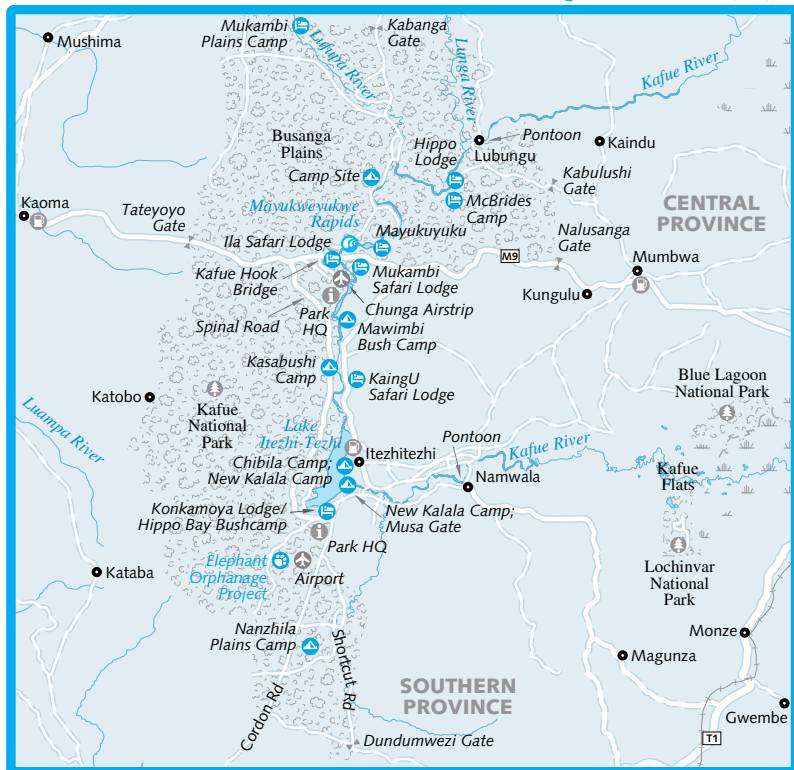 Mushima
Mukambi
Plains Camp
Lufupa River
Kabanga
Gate
Lunga River
Kafue River
Busanga
Plains
Hippo
Lodge
Pontoon
Lubungu
Kaindu
Camp Site
Kabulushi
Gate
McBrides
Camp
CENTRAL
PROVINCE
Kaoma
Tateyoyo
Gate
Mayukweyukwe
Rapids
Ila Safari Lodge
Mayukuyuku
Nalusanga
Gate
M9
Mumbwa
Kafue Hook
Bridge
Mukambi
Safari Lodge
Kungulu
Chunga Airstrip
Spinal Road
Park
HQ
Mawimbi
Bush Camp
Kasabushi
Camp
KaingU
Safari Lodge
Blue Lagoon
National Park
Katobo
Kafue
National
Park
Luampa River
Lake
Itezhi-Tezhi
Itezhitezhi
Pontoon
Kafue River
Chibila Camp;
New Kalala Camp
Namwala
Kafue
Flats
Konkamoya Lodge/
Hippo Bay Bushcamp
New Kalala Camp;
Musa Gate
Park HQ
Lochinvar
National
Park
Elephant
Orphanage
Project
Airport
Kataba
Nanzhila
Plains Camp
Shortcut Rd
Monze
Magunza
SOUTHERN
PROVINCE
Cordon Rd
Gwembe
T1
Dundumwezi Gate